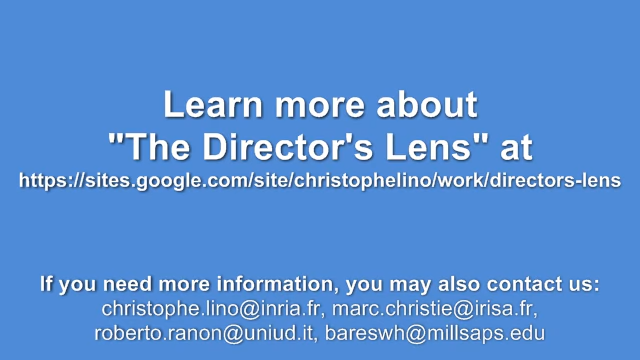 Learn more about
"The Director's Lens" at
https://sites.google.com/site/christophelino/work/directors-lens
If you need more information, you may also contact us:
christophe.lino@inria.fr, marc.christie@irisa.fr,
roberto.ranon@uniud.it, bareswh@millsaps.edu